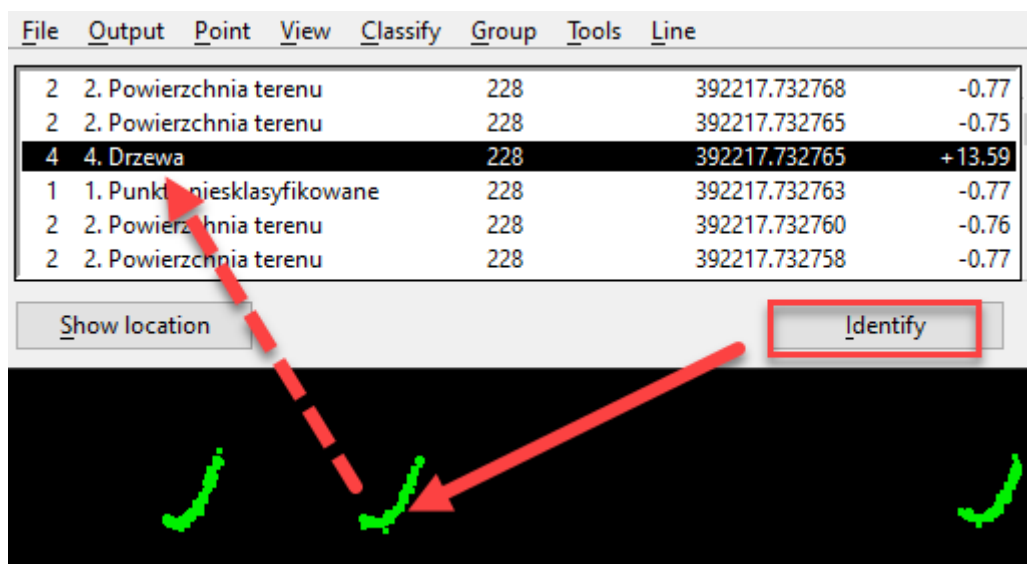 File Output Point View Classify Group Tools Line
2 2. Powierzchnia terenu 228 392217.732768 -0.77
2 2. Powierzchnia terenu 228 392217.732765 -0.75
4 4. Drzewa 228 392217.732765 +13.59
1 1. Punkty niesklasyfikowane 228 392217.732763 -0.77
2 2. Powierzchnia terenu 228 392217.732760 -0.76
2 2. Powierzchnia terenu 228 392217.732758 -0.77
Show location Identify